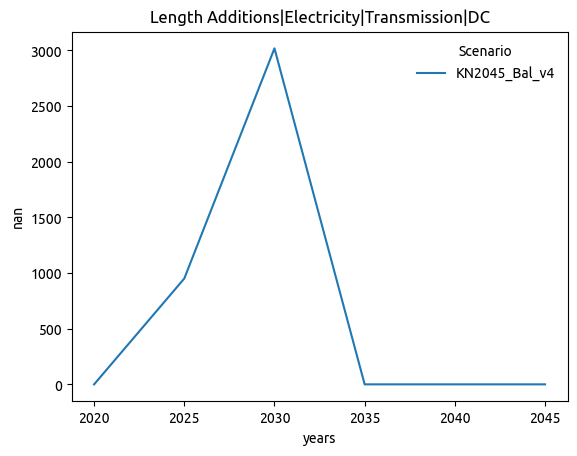 Length Additions|Electricity|Transmission|DC
Scenario
KN2045_Bal_v4
3000
2500
2000
1500
1000
500
0
nan
2020 2025 2030 2035 2040 2045
years